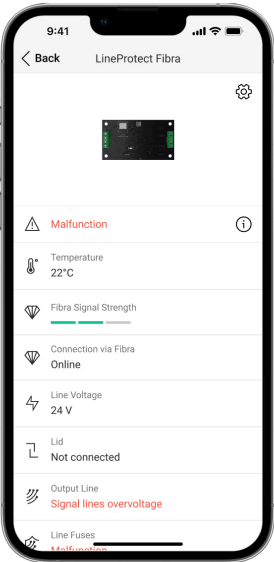 9:41
Back
LineProtect Fibra
Malfunction
Temperature
22°C
Fibra Signal Strength
Connection via Fibra
Online
Line Voltage
24 V
Lid
Not connected
Output Line
Signal lines overvoltage
Line Fuses
Malfunction